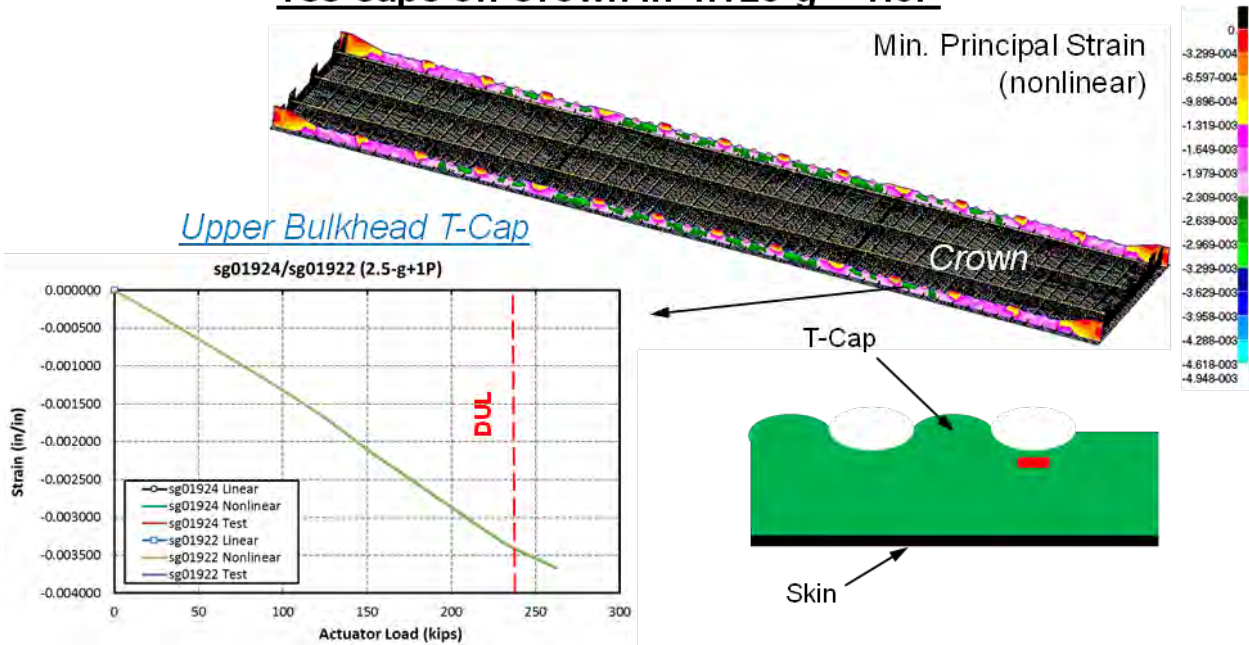 Min. Principal Strain
(nonlinear)
0.
-3.299-004
-6.597-004
-9.896-004
-1.319-003
-1.649-003
-1.979-003
-2.309-003
-2.639-003
-2.969-003
-3.299-003
-3.629-003
-3.958-003
-4.288-003
-4.618-003
-4.948-003
Crown
Upper Bulkhead T-Cap
sg01924/sg01922 (2.5-g+1P)
0.000000
-0.000500
-0.001000
-0.001500
-0.002000
-0.002500
-0.003000
-0.003500
-0.004000
Strain (in/in)
DUL
sg01924 Linear
sg01924 Nonlinear
sg01924 Test
sg01922 Linear
sg01922 Nonlinear
sg01922 Test
0
50
100
150
200
250
300
Actuator Load (kips)
T-Cap
Skin